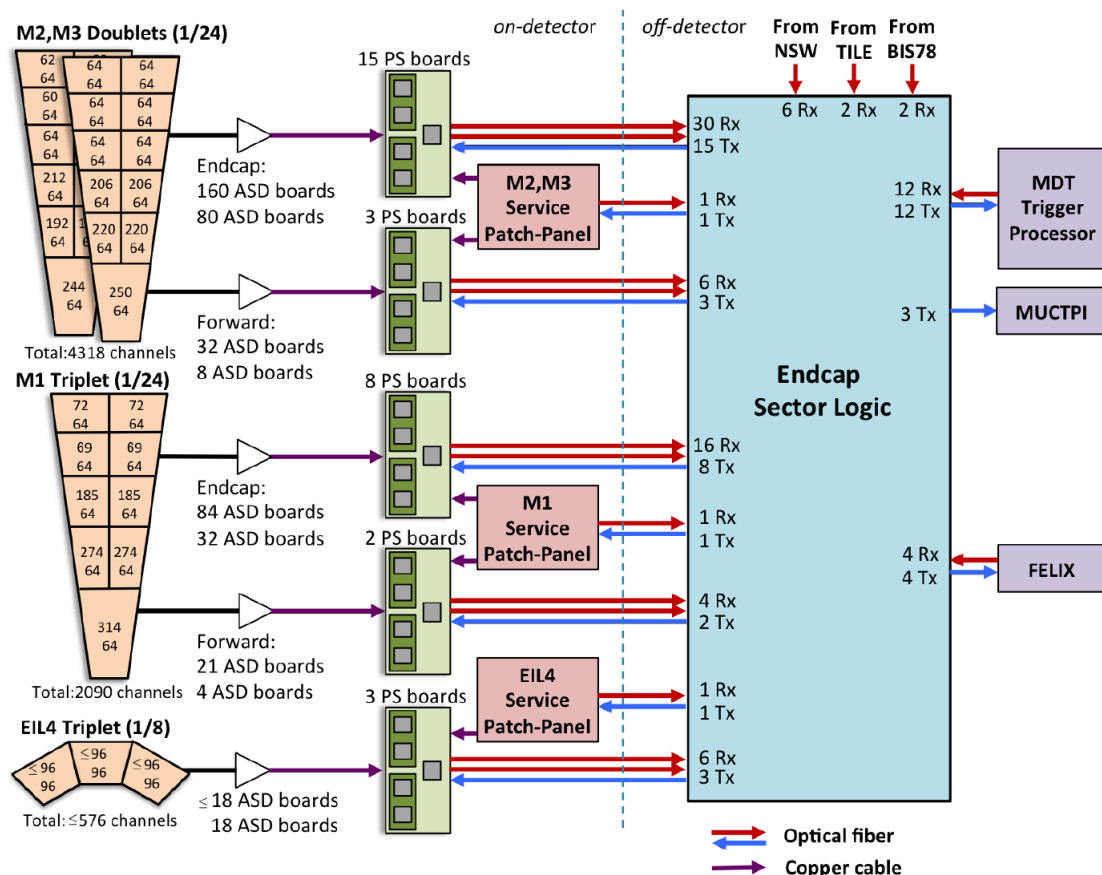 on-detector
off-detector
From
NSW
From
TILE
From
BIS78
6 Rx
2 Rx
2 Rx
M2,M3 Doublets (1/24)
62
64
60
64
64
64
212
64
192
64
1
244
64
64
64
64
64
64
64
64
64
64
64
64
64
206
64
206
64
220
64
220
64
250
64
Total:4318 channels
Endcap:
160 ASD boards
80 ASD boards
Forward:
32 ASD boards
8 ASD boards
15 PS boards
3 PS boards
M2,M3
Service
Patch-Panel
30 Rx
15 Tx
1 Rx
1 Tx
6 Rx
3 Tx
M1 Triplet (1/24)
72
64
72
64
69
64
69
64
185
64
185
64
274
64
274
64
314
64
Total:2090 channels
Endcap:
84 ASD boards
32 ASD boards
Forward:
21 ASD boards
4 ASD boards
8 PS boards
2 PS boards
M1
Service
Patch-Panel
16 Rx
8 Tx
1 Rx
1 Tx
4 Rx
2 Tx
EIL4 Triplet (1/8)
≤96
96
≤96
96
≤96
96
Total: ≤576 channels
≤18 ASD boards
18 ASD boards
3 PS boards
EIL4
Service
Patch-Panel
1 Rx
1 Tx
6 Rx
3 Tx
Endcap
Sector Logic
12 Rx
12 Tx
MDT
Trigger
Processor
3 Tx
MUCTPI
4 Rx
4 Tx
FELIX
Optical fiber
Copper cable